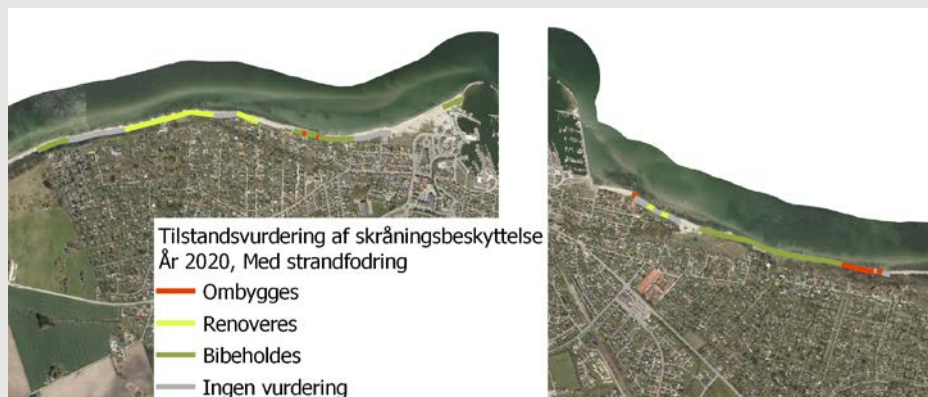 Tilstandsvurdering af skråningsbeskyttelse
År 2020, Med strandfodring
Ombygges
Renoveres
Bibeholdes
Ingen vurdering